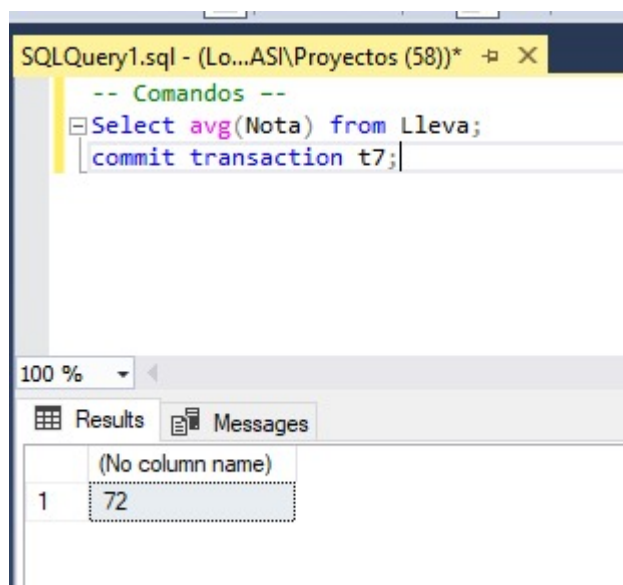 SQLQuery1.sql - (Lo...ASI\Proyectos (58))*
-- Comandos --
Select avg(Nota) from Lleva;
commit transaction t7;
100 %
Results Messages
(No column name)
1 72